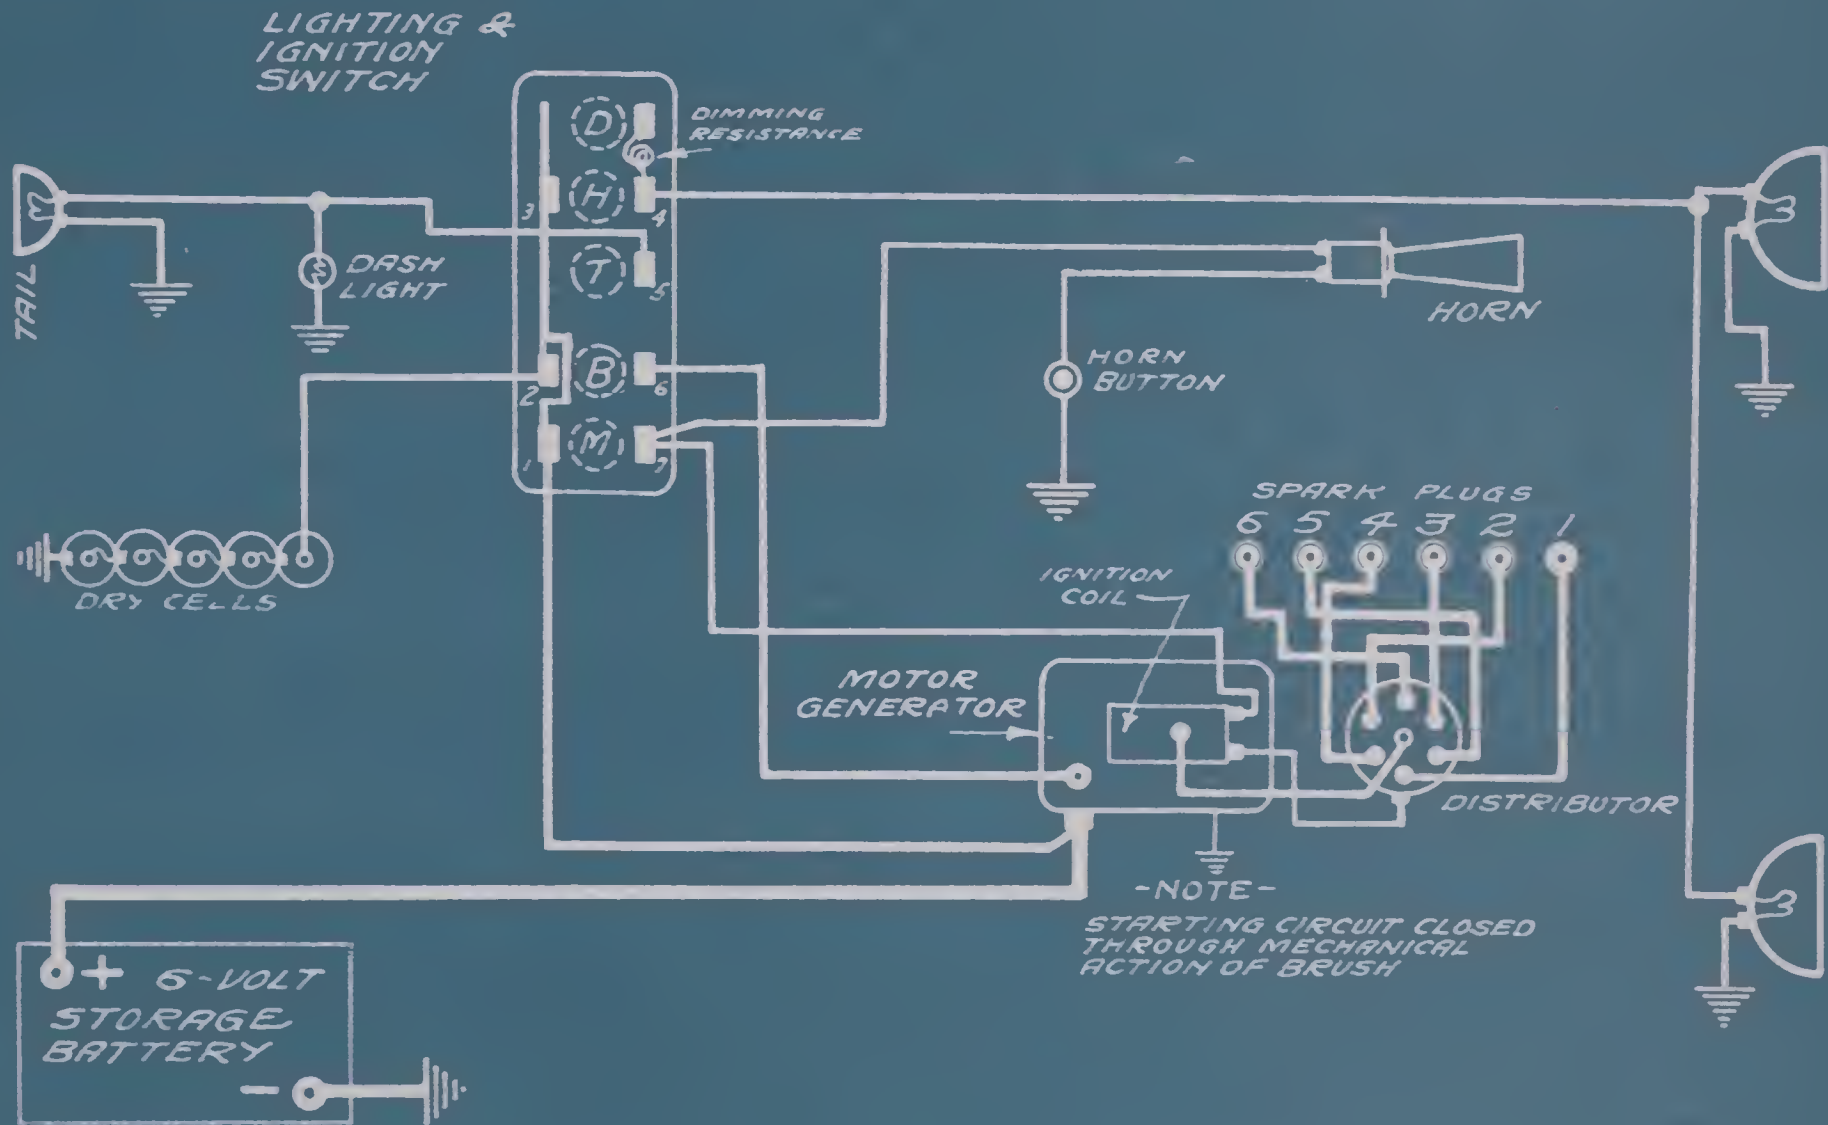 LIGHTING &
IGNITION
SWITCH
D
DIMMING
RESISTANCE
3
H
4
T
5
TAIL
DASH
LIGHT
HORN
HORN
BUTTON
B
2
6
M
1
7
DRY CELLS
SPARK PLUGS
6 5 4 3 2 1
IGNITION
COIL
MOTOR
GENERATOR
DISTRIBUTOR
-NOTE-
STARTING CIRCUIT CLOSED
THROUGH MECHANICAL
ACTION OF BRUSH
+ 6-VOLT
STORAGE
BATTERY
-